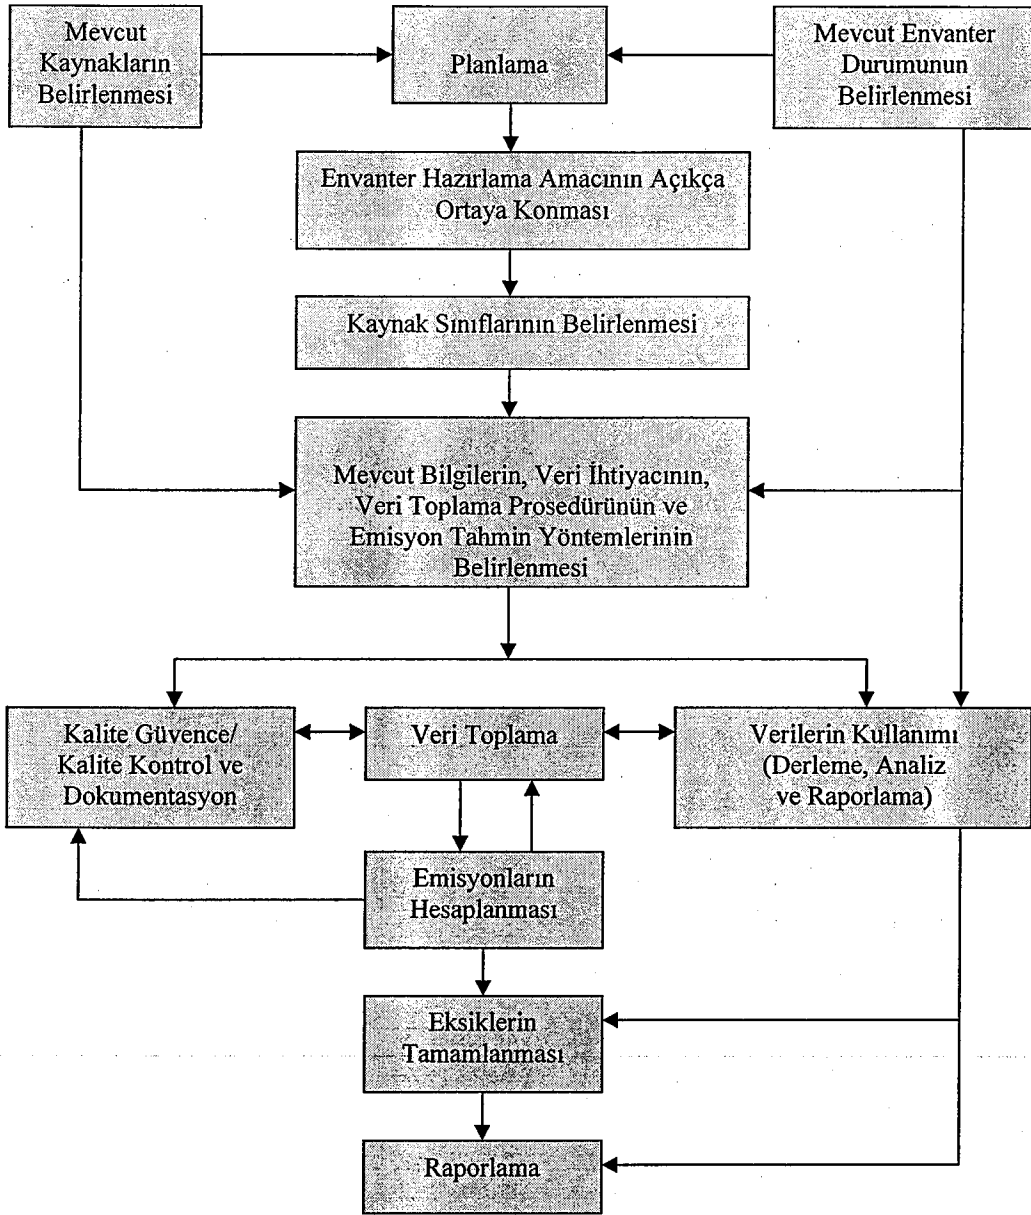 Mevcut
Kaynakların
Belirlenmesi
Planlama
Mevcut Envanter
Durumunun
Belirlenmesi
Envanter Hazırlama Amacının Açıkça
Ortaya Konması
Kaynak Sınıflarının Belirlenmesi
Mevcut Bilgilerin, Veri İhtiyacının,
Veri Toplama Prosedürünün ve
Emisyon Tahmin Yöntemlerinin
Belirlenmesi
Kalite Güvence/
Kalite Kontrol ve
Dokumentasyon
Veri Toplama
Verilerin Kullanımı
(Derleme, Analiz
ve Raporlama)
Emisyonların
Hesaplanması
Eksiklerin
Tamamlanması
Raporlama